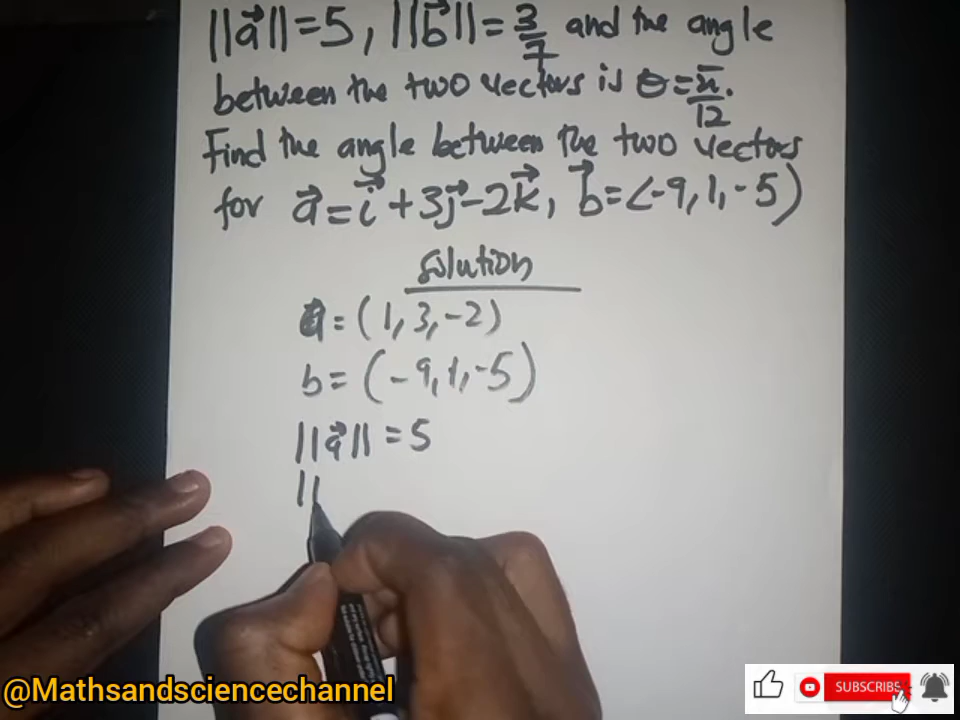 ||a⃗|| = 5, ||b⃗|| = 3/7 and the angle
between the two vectors is θ = π/12.
Find the angle between the two vectors
for a⃗ = i⃗ + 3j⃗ - 2k⃗, b⃗ = <-9, 1, -5)
Solution
a = (1, 3, -2)
b = (-9, 1, -5)
||a⃗|| = 5
||
@Mathsandsciencechannel
SUBSCRIBE